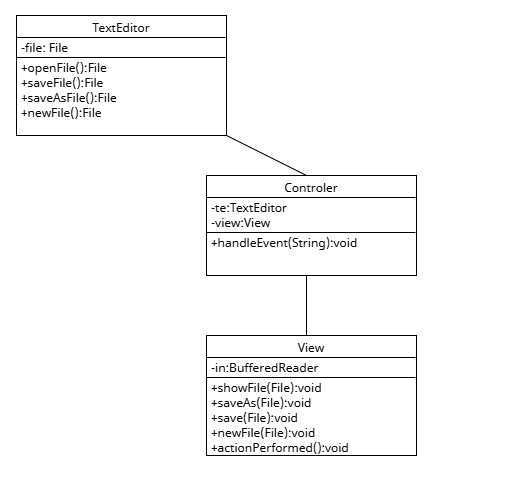 TextEditor
-file: File
+openFile():File
+saveFile():File
+saveAsFile():File
+newFile():File
Controler
-te:TextEditor
-view:View
+handleEvent(String):void
View
-in:BufferedReader
+showFile(File):void
+saveAs(File):void
+save(File):void
+newFile(File):void
+actionPerformed():void